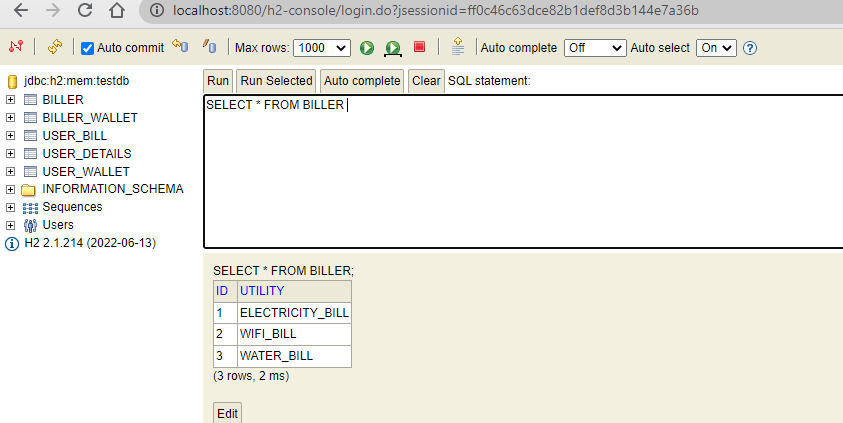 localhost:8080/h2-console/login.do?jsessionid=ff0c46c63dce82b1def8d3b144e7a36b
Auto commit Max rows: 1000 Auto complete Off Auto select On ?
jdbc:h2:mem:testdb
BILLER
BILLER_WALLET
USER_BILL
USER_DETAILS
USER_WALLET
INFORMATION_SCHEMA
Sequences
Users
H2 2.1.214 (2022-06-13)
Run Run Selected Auto complete Clear SQL statement:
SELECT * FROM BILLER
SELECT * FROM BILLER;
ID UTILITY
1 ELECTRICITY_BILL
2 WIFI_BILL
3 WATER_BILL
(3 rows, 2 ms)
Edit